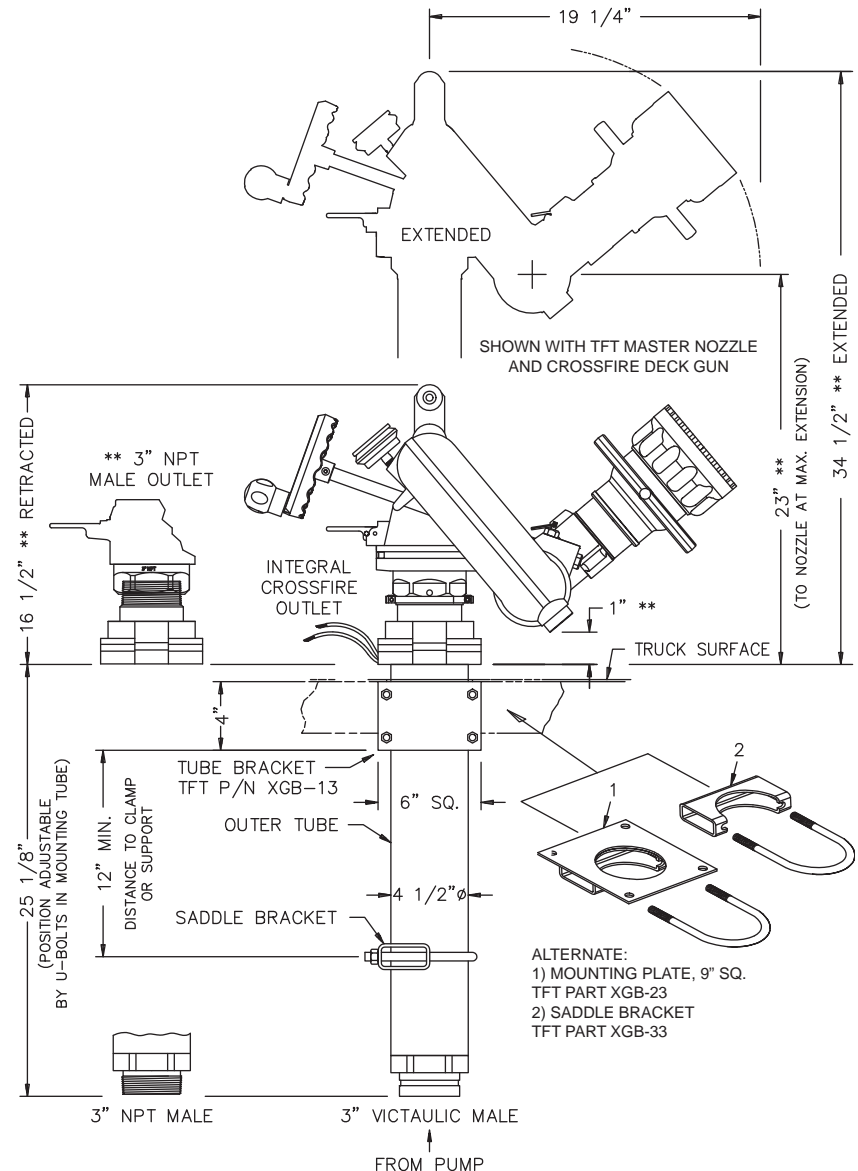 19 1/4"
EXTENDED
SHOWN WITH TFT MASTER NOZZLE
AND CROSSFIRE DECK GUN
34 1/2" ** EXTENDED
23" **
(TO NOZZLE AT MAX. EXTENSION)
16 1/2" ** RETRACTED
** 3" NPT
MALE OUTLET
INTEGRAL
CROSSFIRE
OUTLET
1" **
TRUCK SURFACE
4"
TUBE BRACKET
TFT P/N XGB-13
6" SQ.
25 1/8"
(POSITION ADJUSTABLE
BY U-BOLTS IN MOUNTING TUBE)
12" MIN.
DISTANCE TO CLAMP
OR SUPPORT
OUTER TUBE
4 1/2"ø
SADDLE BRACKET
1
2
ALTERNATE:
1) MOUNTING PLATE, 9" SQ.
TFT PART XGB-23
2) SADDLE BRACKET
TFT PART XGB-33
3" NPT MALE
3" VICTAULIC MALE
FROM PUMP